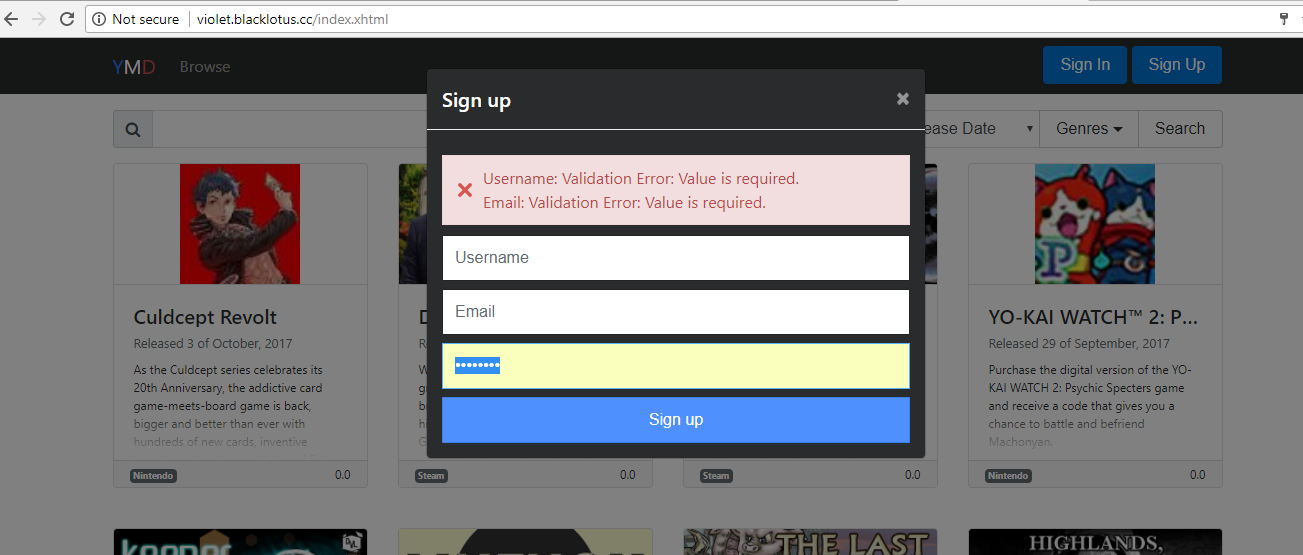 Not secure violet.blacklotus.cc/index.xhtml
YMD Browse Sign In Sign Up
Sign up ×
ease Date Genres Search
Username: Validation Error: Value is required.
Email: Validation Error: Value is required.
Username
Email
••••••••
Sign up
Culdcept Revolt
Released 3 of October, 2017
As the Culdcept series celebrates its
20th Anniversary, the addictive card
game-meets-board game is back,
bigger and better than ever with
hundreds of new cards, inventive
Nintendo 0.0
Steam 0.0
Steam 0.0
P
YO-KAI WATCH™ 2: P...
Released 29 of September, 2017
Purchase the digital version of the YO-
KAI WATCH 2: Psychic Specters game
and receive a code that gives you a
chance to battle and befriend
Machonyan.
Nintendo 0.0
THE LAST
HIGHLANDS,